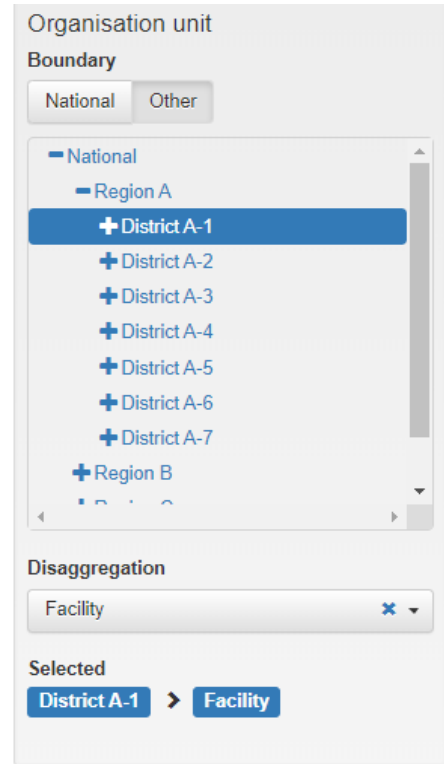 Organisation unit
Boundary
National Other
National
Region A
District A-1
District A-2
District A-3
District A-4
District A-5
District A-6
District A-7
Region B
Disaggregation
Facility
Selected
District A-1 Facility